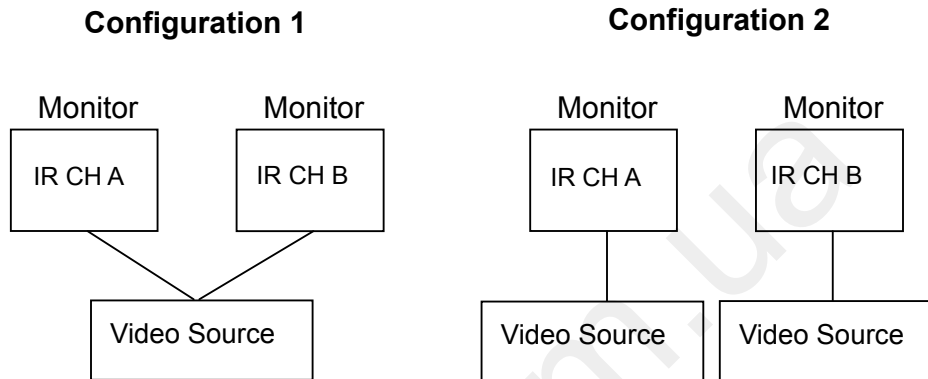 Configuration 1
Monitor Monitor
IR CH A IR CH B
Video Source
Configuration 2
Monitor Monitor
IR CH A IR CH B
Video Source Video Source
m.ua